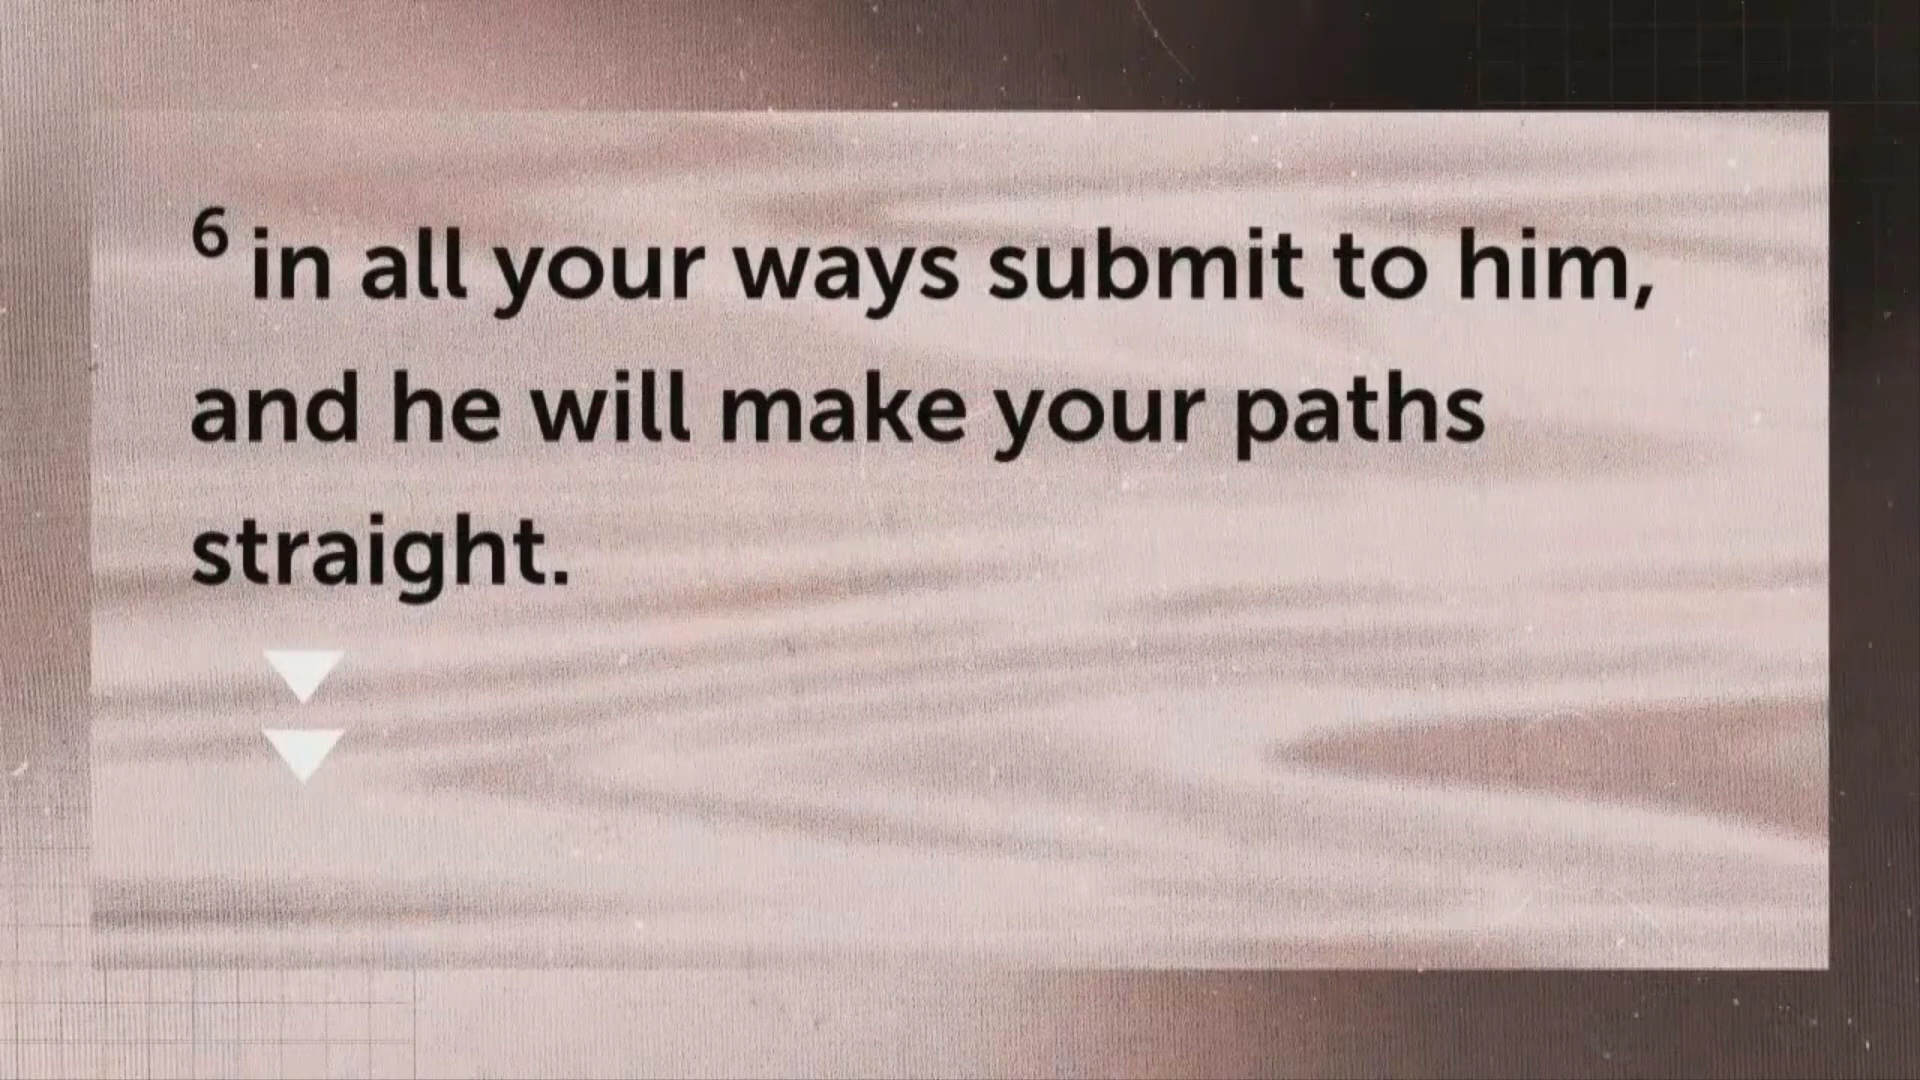 6 in all your ways submit to him,
and he will make your paths
straight.